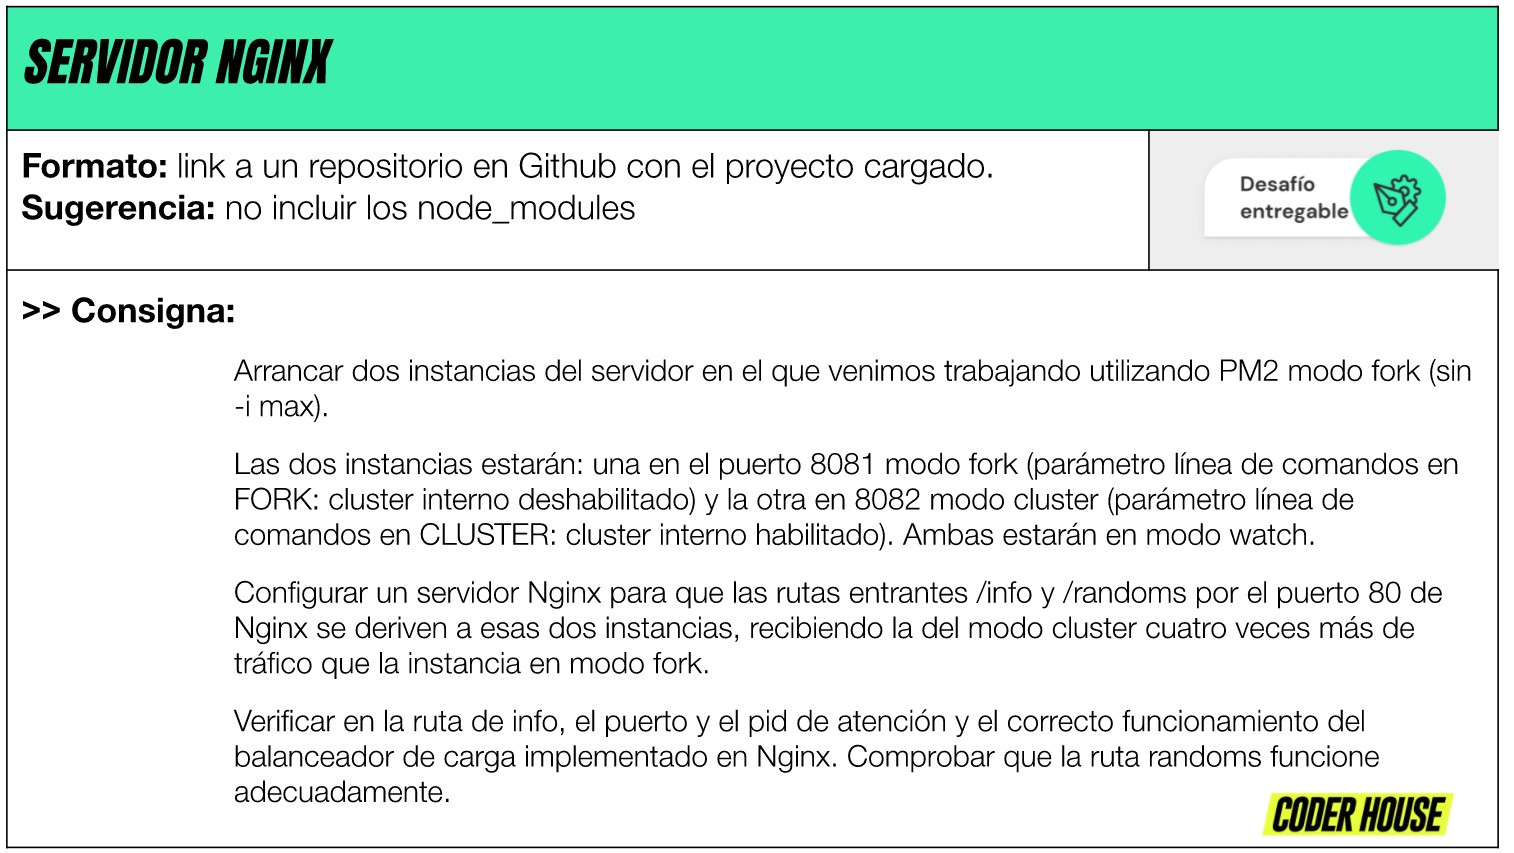 SERVIDOR NGINX
Formato: link a un repositorio en Github con el proyecto cargado.
Sugerencia: no incluir los node_modules
Desafío
entregable
>> Consigna:
Arrancar dos instancias del servidor en el que venimos trabajando utilizando PM2 modo fork (sin
-i max).
Las dos instancias estarán: una en el puerto 8081 modo fork (parámetro línea de comandos en
FORK: cluster interno deshabilitado) y la otra en 8082 modo cluster (parámetro línea de
comandos en CLUSTER: cluster interno habilitado). Ambas estarán en modo watch.
Configurar un servidor Nginx para que las rutas entrantes /info y /randoms por el puerto 80 de
Nginx se deriven a esas dos instancias, recibiendo la del modo cluster cuatro veces más de
tráfico que la instancia en modo fork.
Verificar en la ruta de info, el puerto y el pid de atención y el correcto funcionamiento del
balanceador de carga implementado en Nginx. Comprobar que la ruta randoms funcione
adecuadamente.
CODER HOUSE